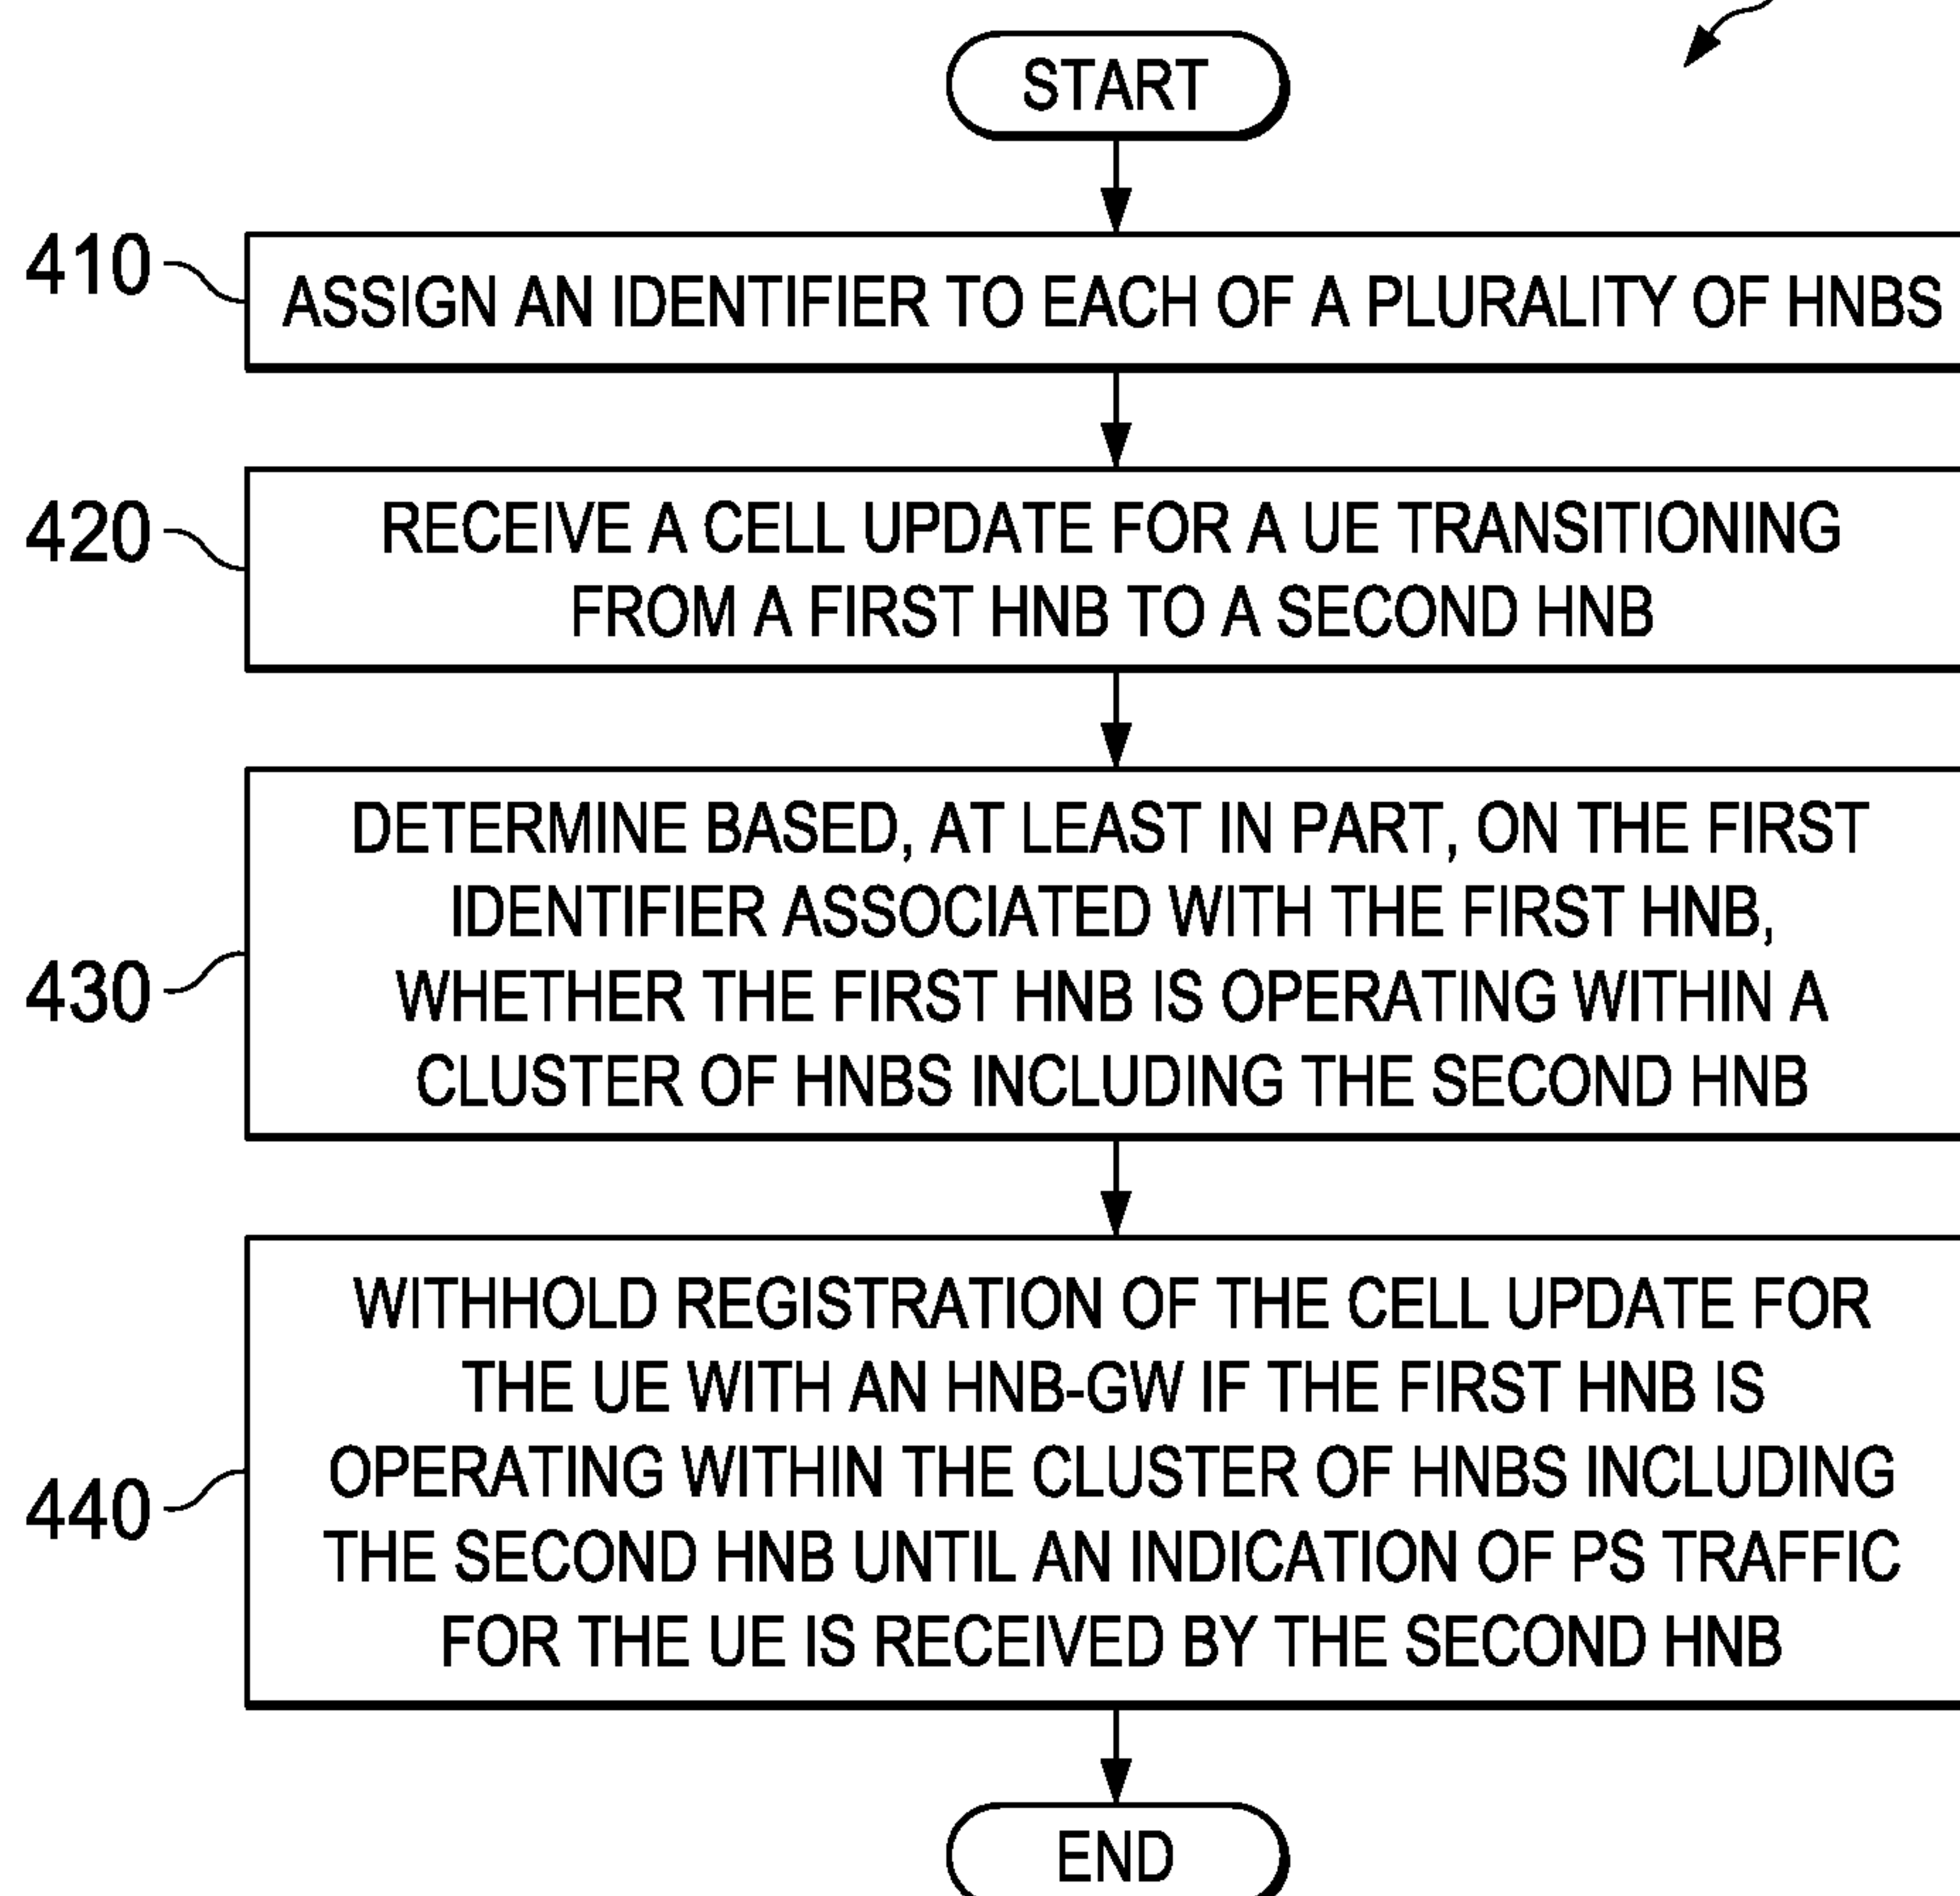 START
410
ASSIGN AN IDENTIFIER TO EACH OF A PLURALITY OF HNBS
420
RECEIVE A CELL UPDATE FOR A UE TRANSITIONING
FROM A FIRST HNB TO A SECOND HNB
430
DETERMINE BASED, AT LEAST IN PART, ON THE FIRST
IDENTIFIER ASSOCIATED WITH THE FIRST HNB,
WHETHER THE FIRST HNB IS OPERATING WITHIN A
CLUSTER OF HNBS INCLUDING THE SECOND HNB
440
WITHHOLD REGISTRATION OF THE CELL UPDATE FOR
THE UE WITH AN HNB-GW IF THE FIRST HNB IS
OPERATING WITHIN THE CLUSTER OF HNBS INCLUDING
THE SECOND HNB UNTIL AN INDICATION OF PS TRAFFIC
FOR THE UE IS RECEIVED BY THE SECOND HNB
END